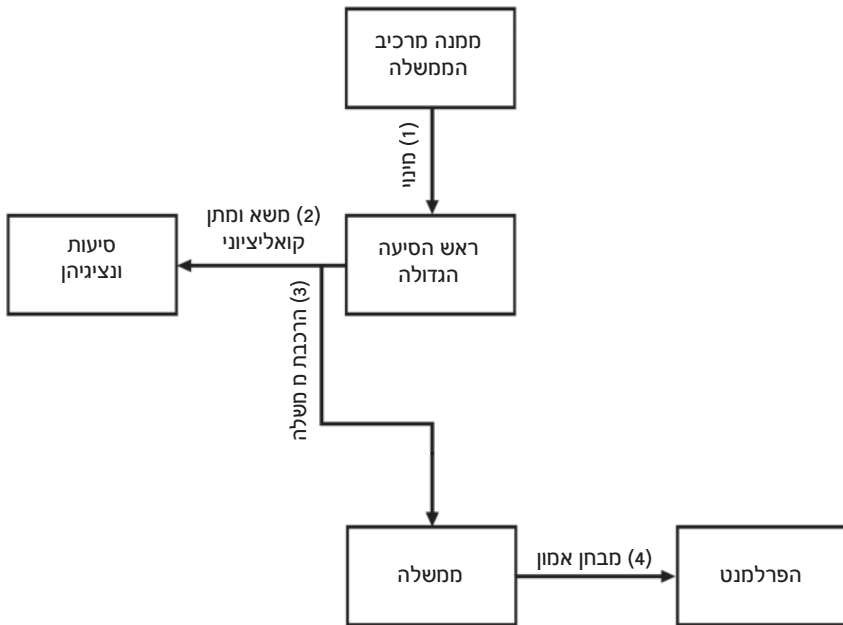 ממנה מרכיב
הממשלה
(1) מינוי
ראש הסיעה
הגדולה
(2) משא ומתן
קואליציוני
סיעות
ונציגיהן
(3) הרכבת מ משלה
ממשלה
(4) מבחן אמון
הפרלמנט